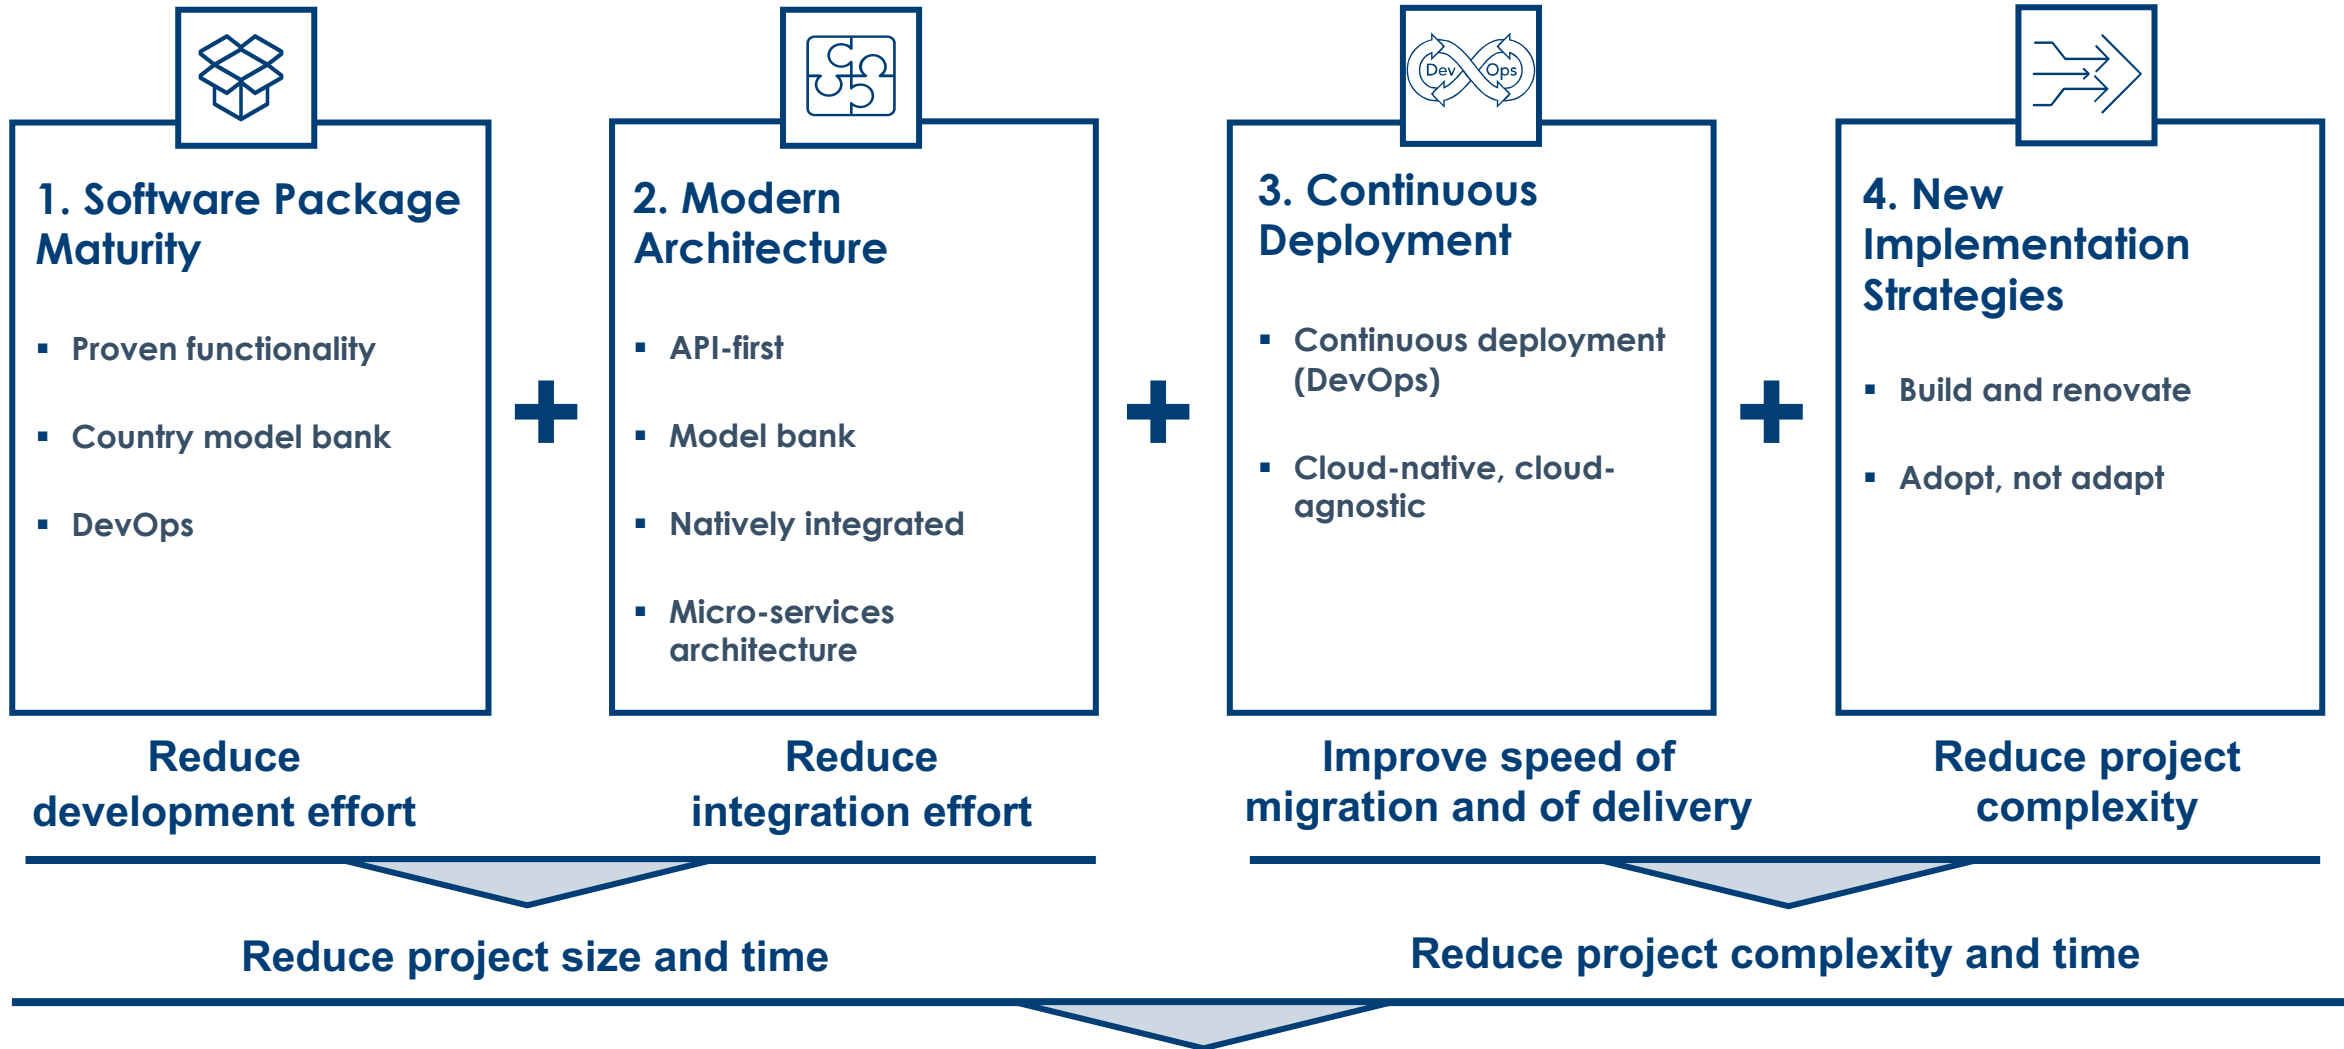 1. Software Package
Maturity
▪ Proven functionality
▪ Country model bank
▪ DevOps
2. Modern
Architecture
▪ API-first
▪ Model bank
▪ Natively integrated
▪ Micro-services
architecture
Dev Ops
3. Continuous
Deployment
▪ Continuous deployment
(DevOps)
▪ Cloud-native, cloud-
agnostic
4. New
Implementation
Strategies
▪ Build and renovate
▪ Adopt, not adapt
Reduce
development effort
Reduce
integration effort
Improve speed of
migration and of delivery
Reduce project
complexity
Reduce project size and time
Reduce project complexity and time